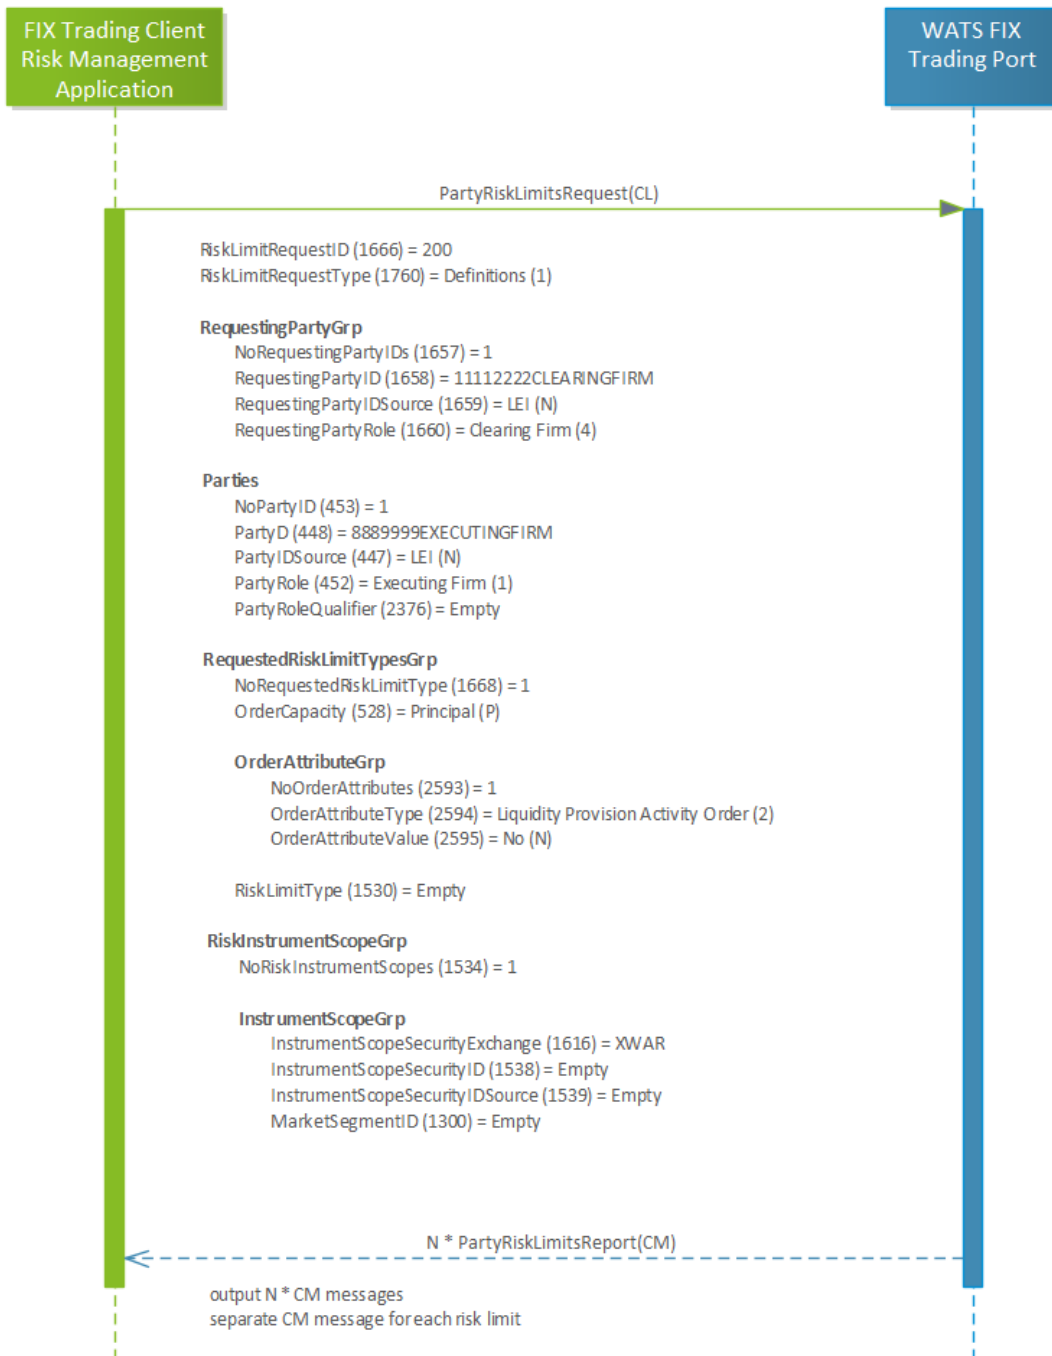 FIX Trading Client
Risk Management
Application
WATS FIX
Trading Port
PartyRiskLimitsRequest(CL)
RiskLimitRequestID (1666) = 200
RiskLimitRequestType (1760) = Definitions (1)
RequestingPartyGrp
NoRequestingPartyIDs (1657) = 1
RequestingPartyID (1658) = 11112222CLEARINGFIRM
RequestingPartyIDSource (1659) = LEI (N)
RequestingPartyRole (1660) = Clearing Firm (4)
Parties
NoPartyID (453) = 1
PartyD (448) = 8889999EXECUTINGFIRM
PartyIDSource (447) = LEI (N)
PartyRole (452) = Executing Firm (1)
PartyRoleQualifier (2376) = Empty
RequestedRiskLimitTypesGrp
NoRequestedRiskLimitType (1668) = 1
OrderCapacity (528) = Principal (P)
OrderAttributeGrp
NoOrderAttributes (2593) = 1
OrderAttributeType (2594) = Liquidity Provision Activity Order (2)
OrderAttributeValue (2595) = No (N)
RiskLimitType (1530) = Empty
RiskInstrumentScopeGrp
NoRiskInstrumentScopes (1534) = 1
InstrumentScopeGrp
InstrumentScopeSecurityExchange (1616) = XWAR
InstrumentScopeSecurityID (1538) = Empty
InstrumentScopeSecurityIDSource (1539) = Empty
MarketSegmentID (1300) = Empty
N * PartyRiskLimitsReport(CM)
output N * CM messages
separate CM message for each risk limit